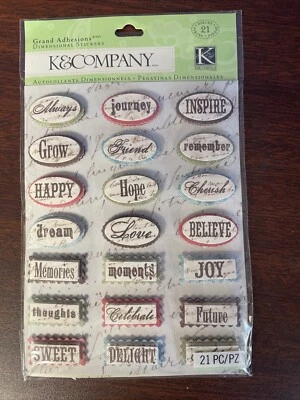 Grand Adhesions
DIMENSIONAL STICKERS
K&COMPANY
21
K
AUTOCOLLANTS DIMENSIONNELS • PEGATINAS DIMENSIONALES
Always journey INSPIRE
Grow Friend remember
HAPPY Hope Cherish
dream Love BELIEVE
Memories moments JOY
thoughts Celebrate Future
SWEET DELIGHT
21 PC/PZ